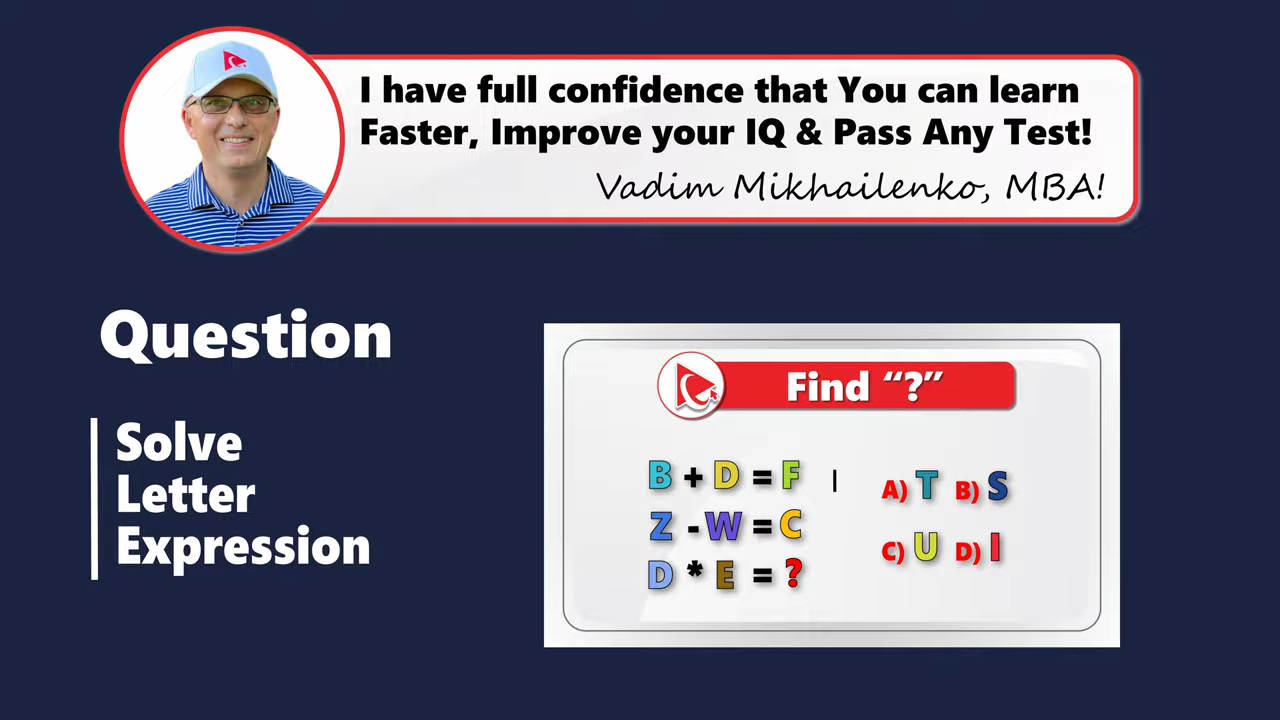 I have full confidence that You can learn
Faster, Improve your IQ & Pass Any Test!
Vadim Mikhailenko, MBA!
Question
Solve
Letter
Expression
Find “?”
B + D = F
Z - W = C
D * E = ?
A) T B) S
C) U D) I